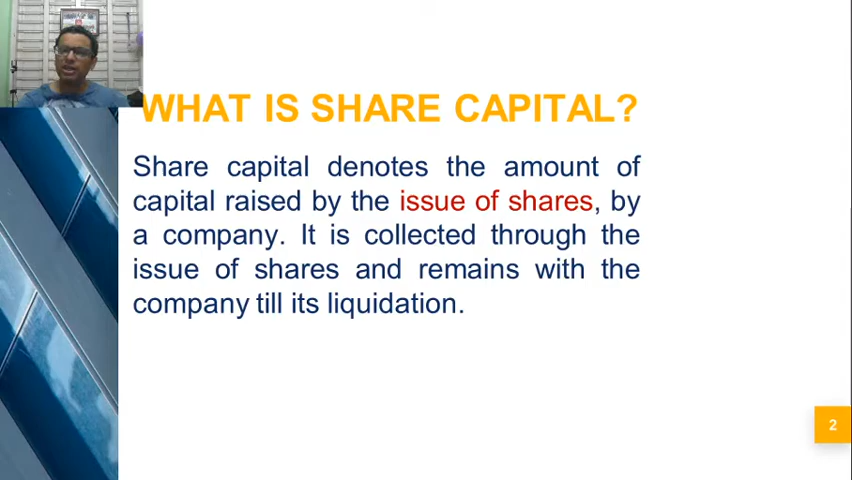 WHAT IS SHARE CAPITAL?
Share capital denotes the amount of
capital raised by the issue of shares, by
a company. It is collected through the
issue of shares and remains with the
company till its liquidation.
2